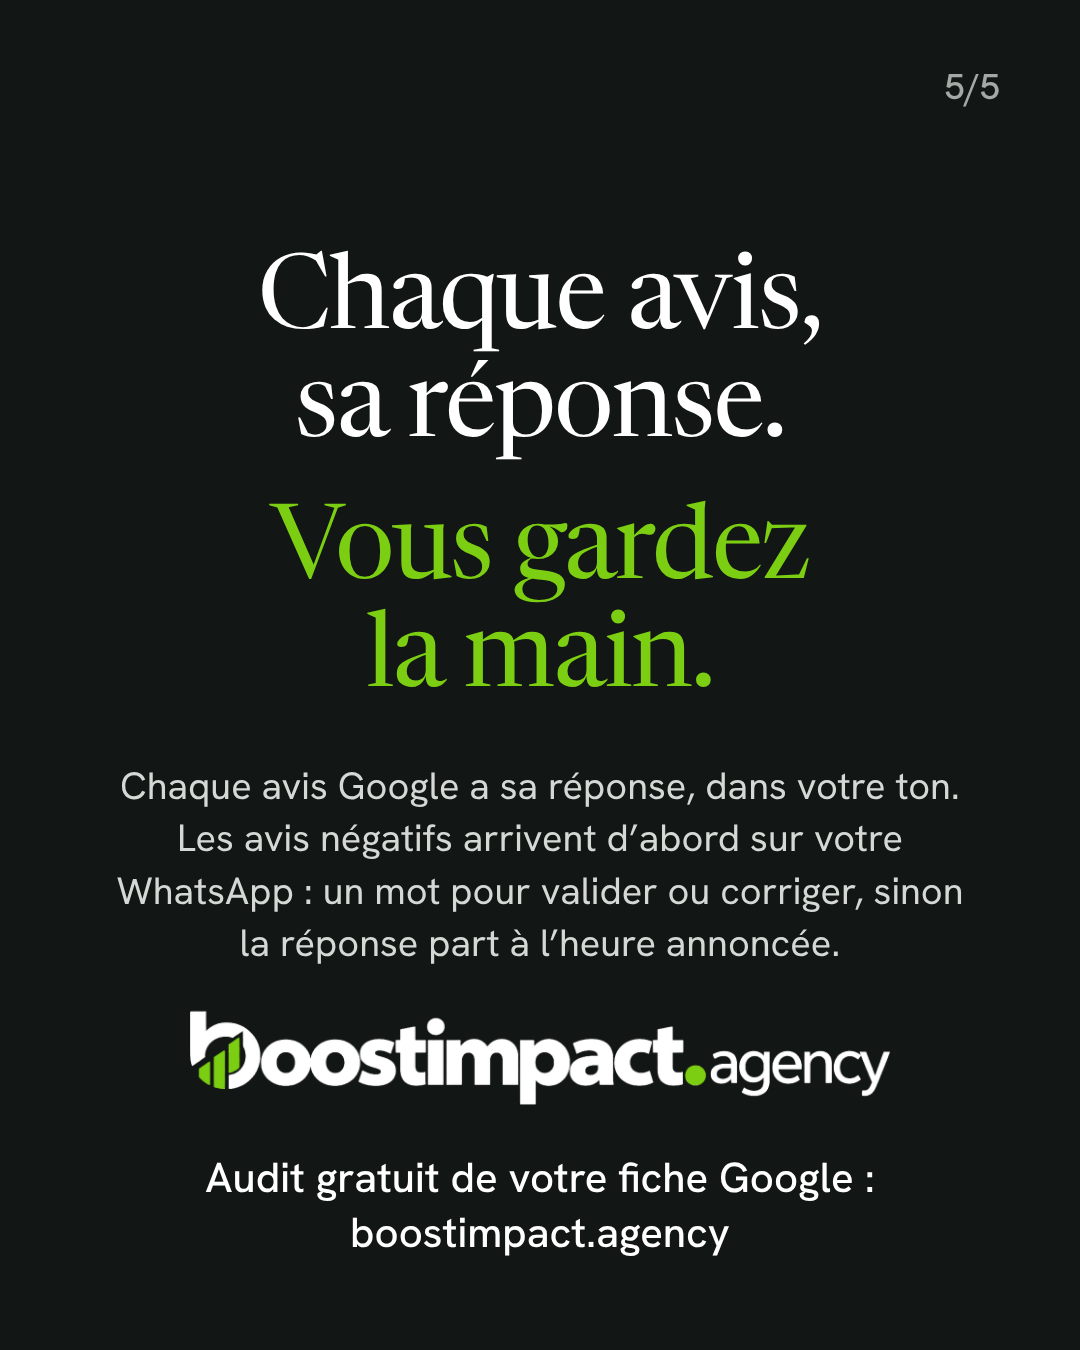 5/5
Chaque avis,
sa réponse.
Vous gardez
la main.
Chaque avis Google a sa réponse, dans votre ton.
Les avis négatifs arrivent d’abord sur votre
WhatsApp : un mot pour valider ou corriger, sinon
la réponse part à l’heure annoncée.
boostimpact.agency
Audit gratuit de votre fiche Google :
boostimpact.agency